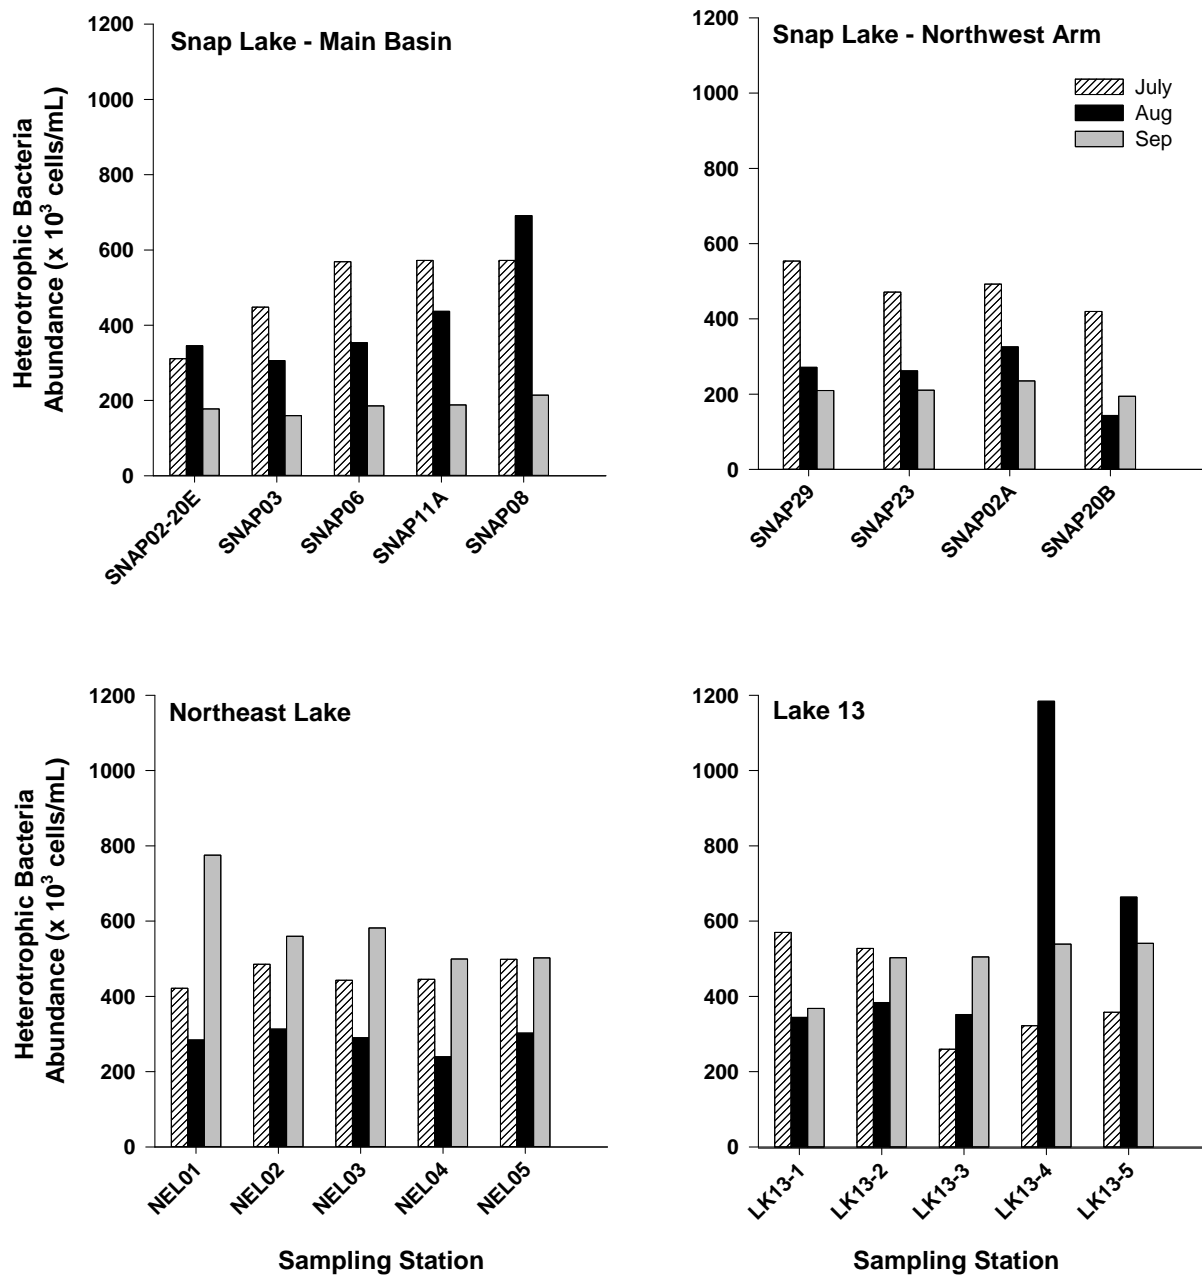 Snap Lake - Main Basin
Heterotrophic Bacteria
Abundance (x 10³ cells/mL)
1200
1000
800
600
400
200
0
SNAP02-20E
SNAP03
SNAP06
SNAP11A
SNAP08
Snap Lake - Northwest Arm
July
Aug
Sep
1200
1000
800
600
400
200
0
SNAP29
SNAP23
SNAP02A
SNAP20B
Northeast Lake
Heterotrophic Bacteria
Abundance (x 10³ cells/mL)
1200
1000
800
600
400
200
0
NEL01
NEL02
NEL03
NEL04
NEL05
Sampling Station
Lake 13
1200
1000
800
600
400
200
0
LK13-1
LK13-2
LK13-3
LK13-4
LK13-5
Sampling Station